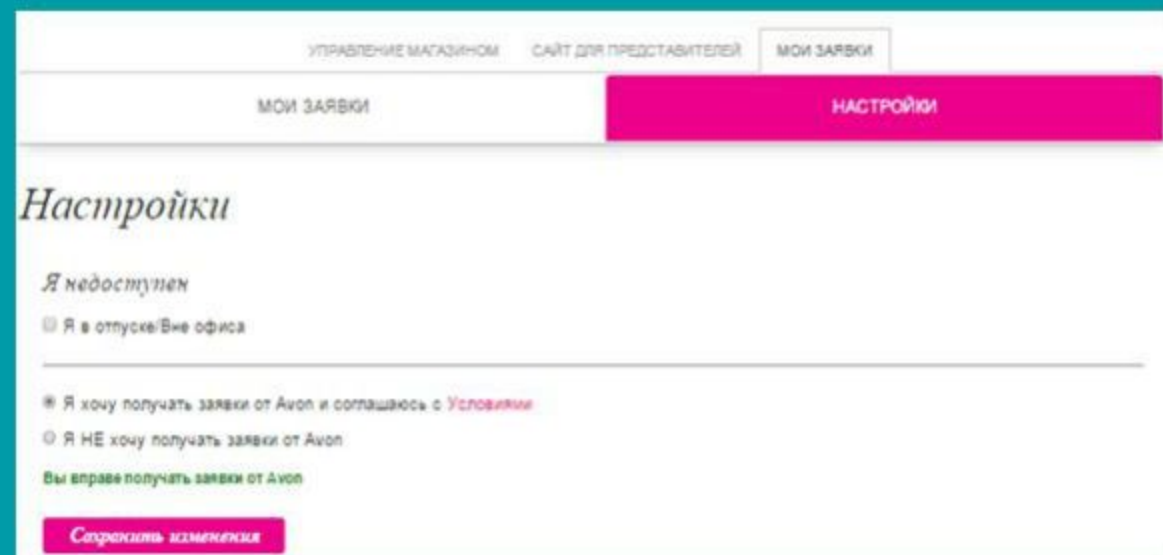 УПРАВЛЕНИЕ МАГАЗИНОМ САЙТ ДЛЯ ПРЕДСТАВИТЕЛЕЙ МОИ ЗАЯВКИ
МОИ ЗАЯВКИ НАСТРОЙКИ
Настройки
Я недоступен
Я в отпуске/Вне офиса
Я хочу получать заявки от Avon и соглашаюсь с Условиями
Я НЕ хочу получать заявки от Avon
Вы вправе получать заявки от Avon
Сохранить изменения